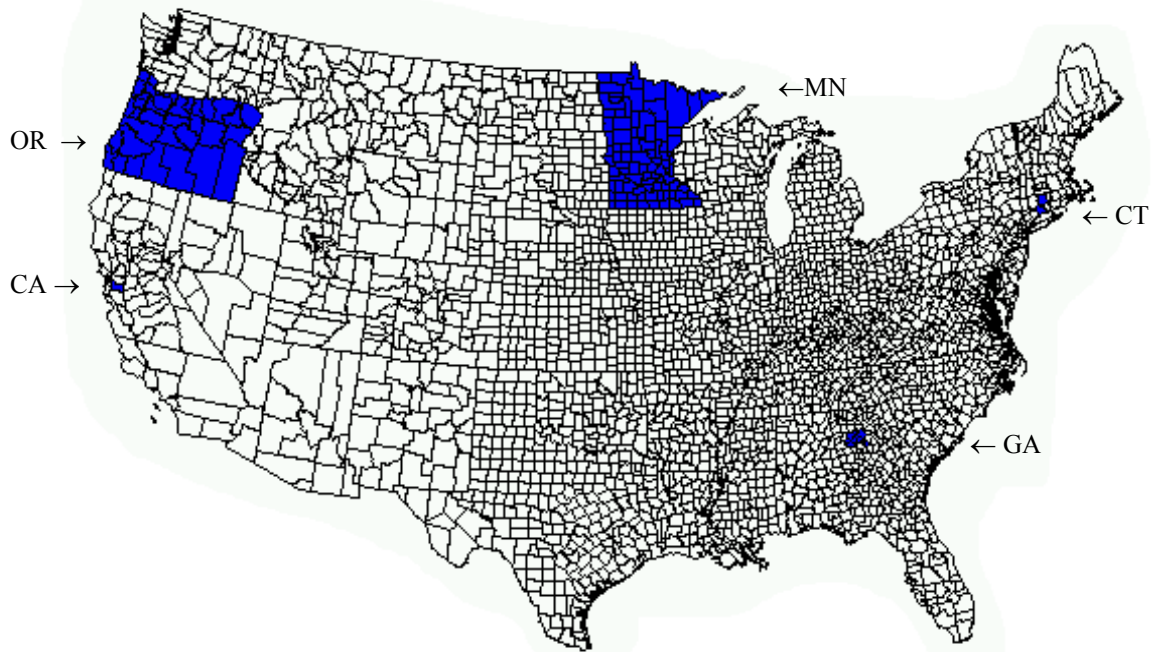 ←MN
OR →
← CT
CA →
← GA